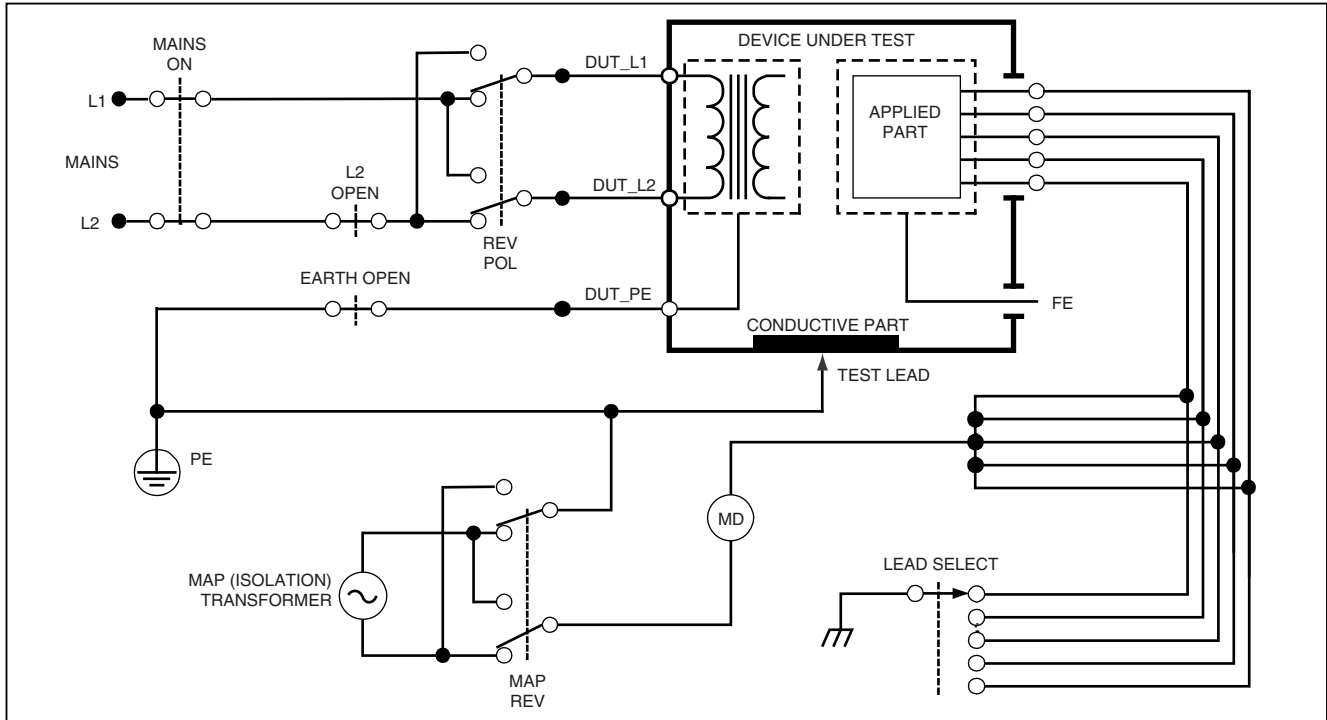 MAINS
ON
L1
MAINS
L2
L2
OPEN
REV
POL
DUT_L1
DUT_L2
EARTH OPEN
DUT_PE
DEVICE UNDER TEST
APPLIED
PART
FE
CONDUCTIVE PART
TEST LEAD
PE
MD
MAP (ISOLATION)
TRANSFORMER
MAP
REV
LEAD SELECT